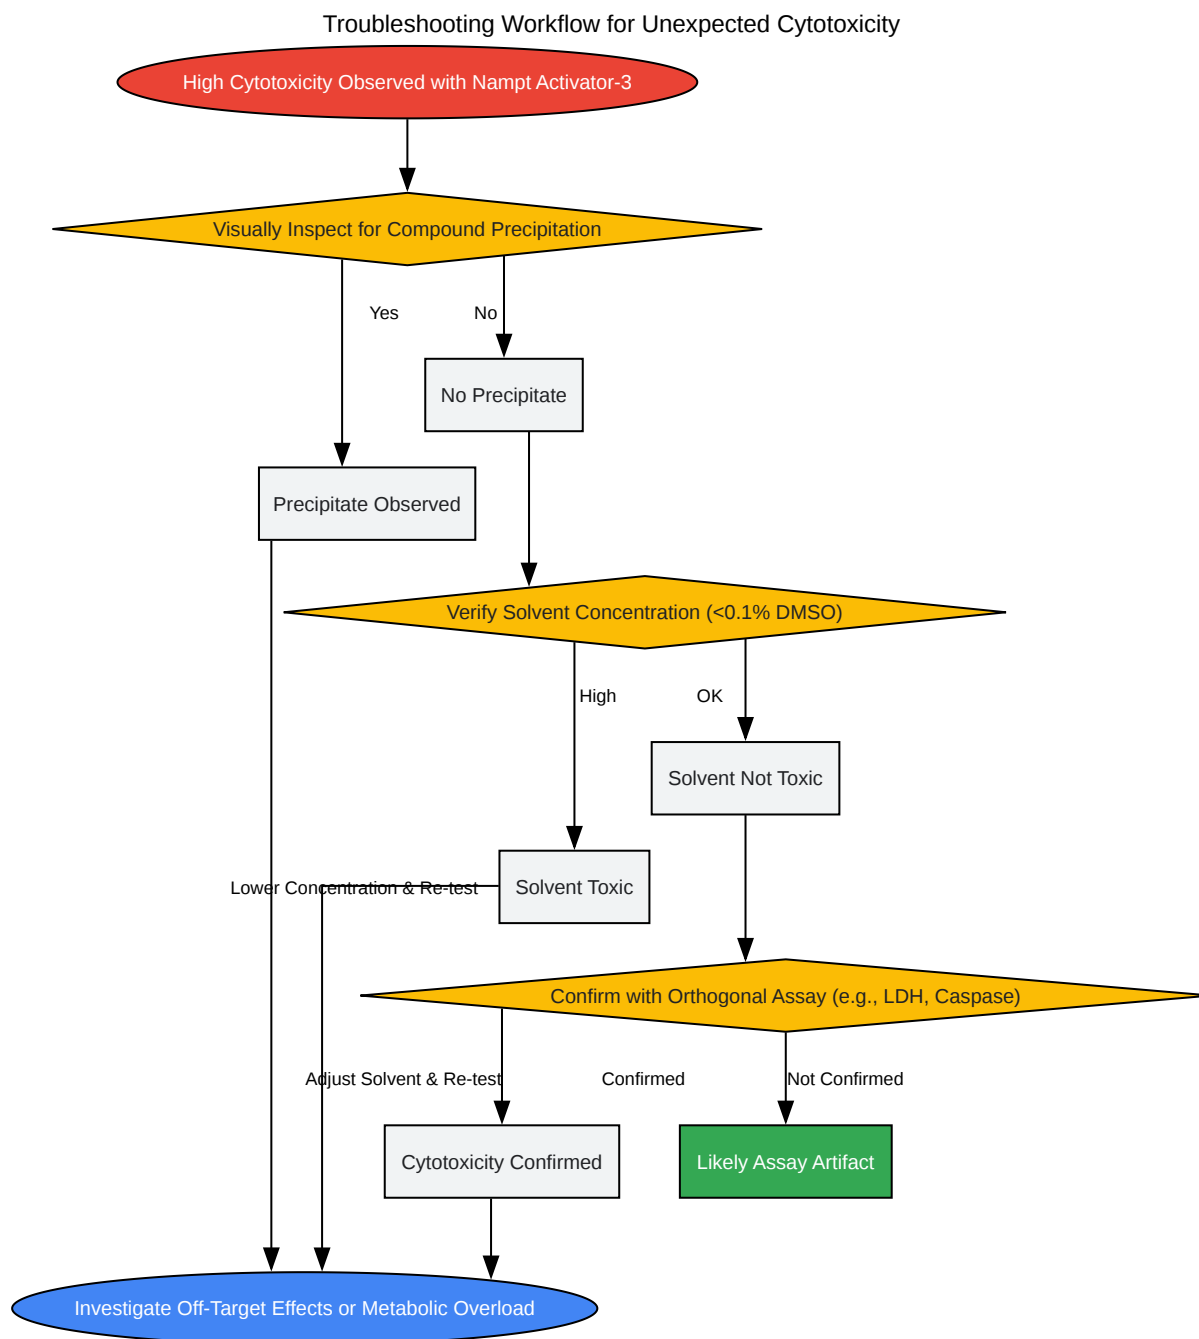 Troubleshooting Workflow for Unexpected Cytotoxicity
High Cytotoxicity Observed with Nampt Activator-3
Visually Inspect for Compound Precipitation
Yes
No
No Precipitate
Precipitate Observed
Verify Solvent Concentration (<0.1% DMSO)
High
OK
Solvent Not Toxic
Lower Concentration & Re-test
Solvent Toxic
Confirm with Orthogonal Assay (e.g., LDH, Caspase)
Adjust Solvent & Re-test
Confirmed
Not Confirmed
Cytotoxicity Confirmed
Likely Assay Artifact
Investigate Off-Target Effects or Metabolic Overload